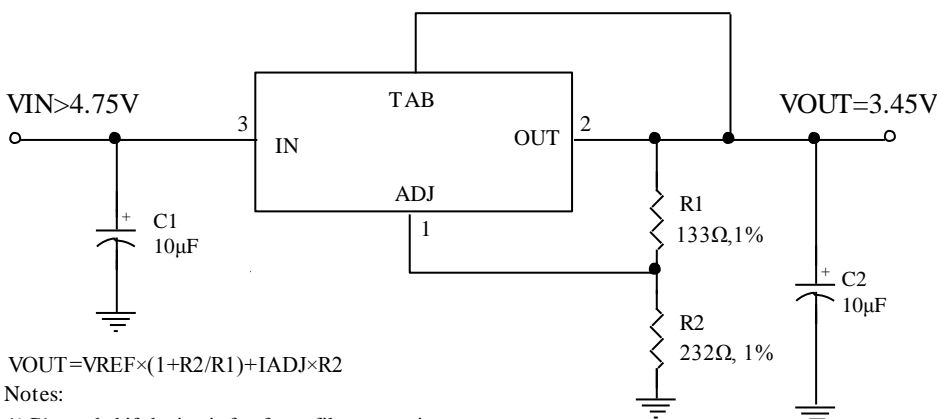 TAB
VIN>4.75V
VOUT=3.45V
3
2
IN
OUT
ADJ
1
+
C1
10μF
R1
133Ω,1%
+
C2
10μF
R2
232Ω, 1%
VOUT=VREF×(1+R2/R1)+IADJ×R2
Notes: